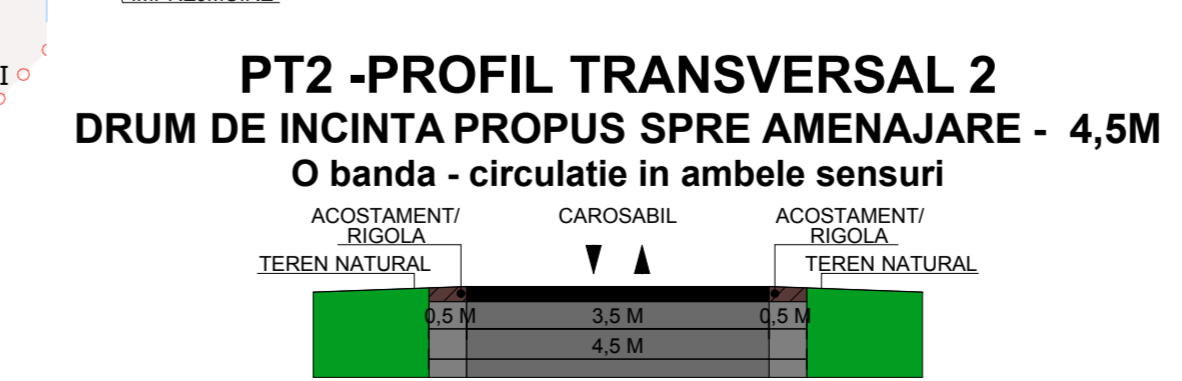 I
PT2 -PROFIL TRANSVERSAL 2
DRUM DE INCINTA PROPUS SPRE AMENAJARE - 4,5M
O banda - circulatie in ambele sensuri
ACOSTAMENT/ CAROSABIL ACOSTAMENT/
RIGOLA RIGOLA
TEREN NATURAL TEREN NATURAL
0,5 M 3,5 M 0,5 M
4,5 M